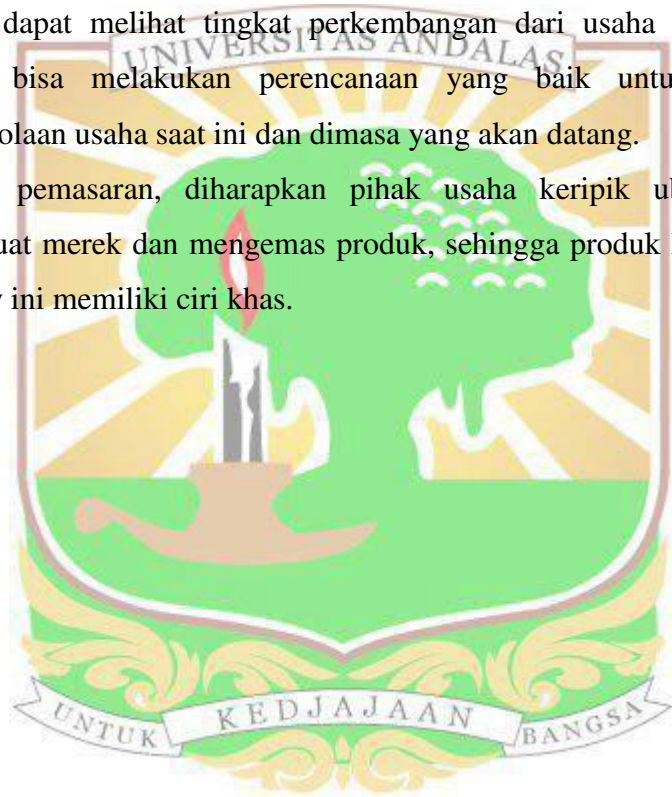 dapat melihat tingkat perkembangan dari usaha
UNIVERSITAS ANDALAS
bisa melakukan perencanaan yang baik
olaan usaha saat ini dan dimasa yang akan datang.
pemasaran, diharapkan pihak usaha keripik
uat merek dan mengemas produk, sehingga produk
ini memiliki ciri khas.
UNTUK KEDJAJAAN BANGSA